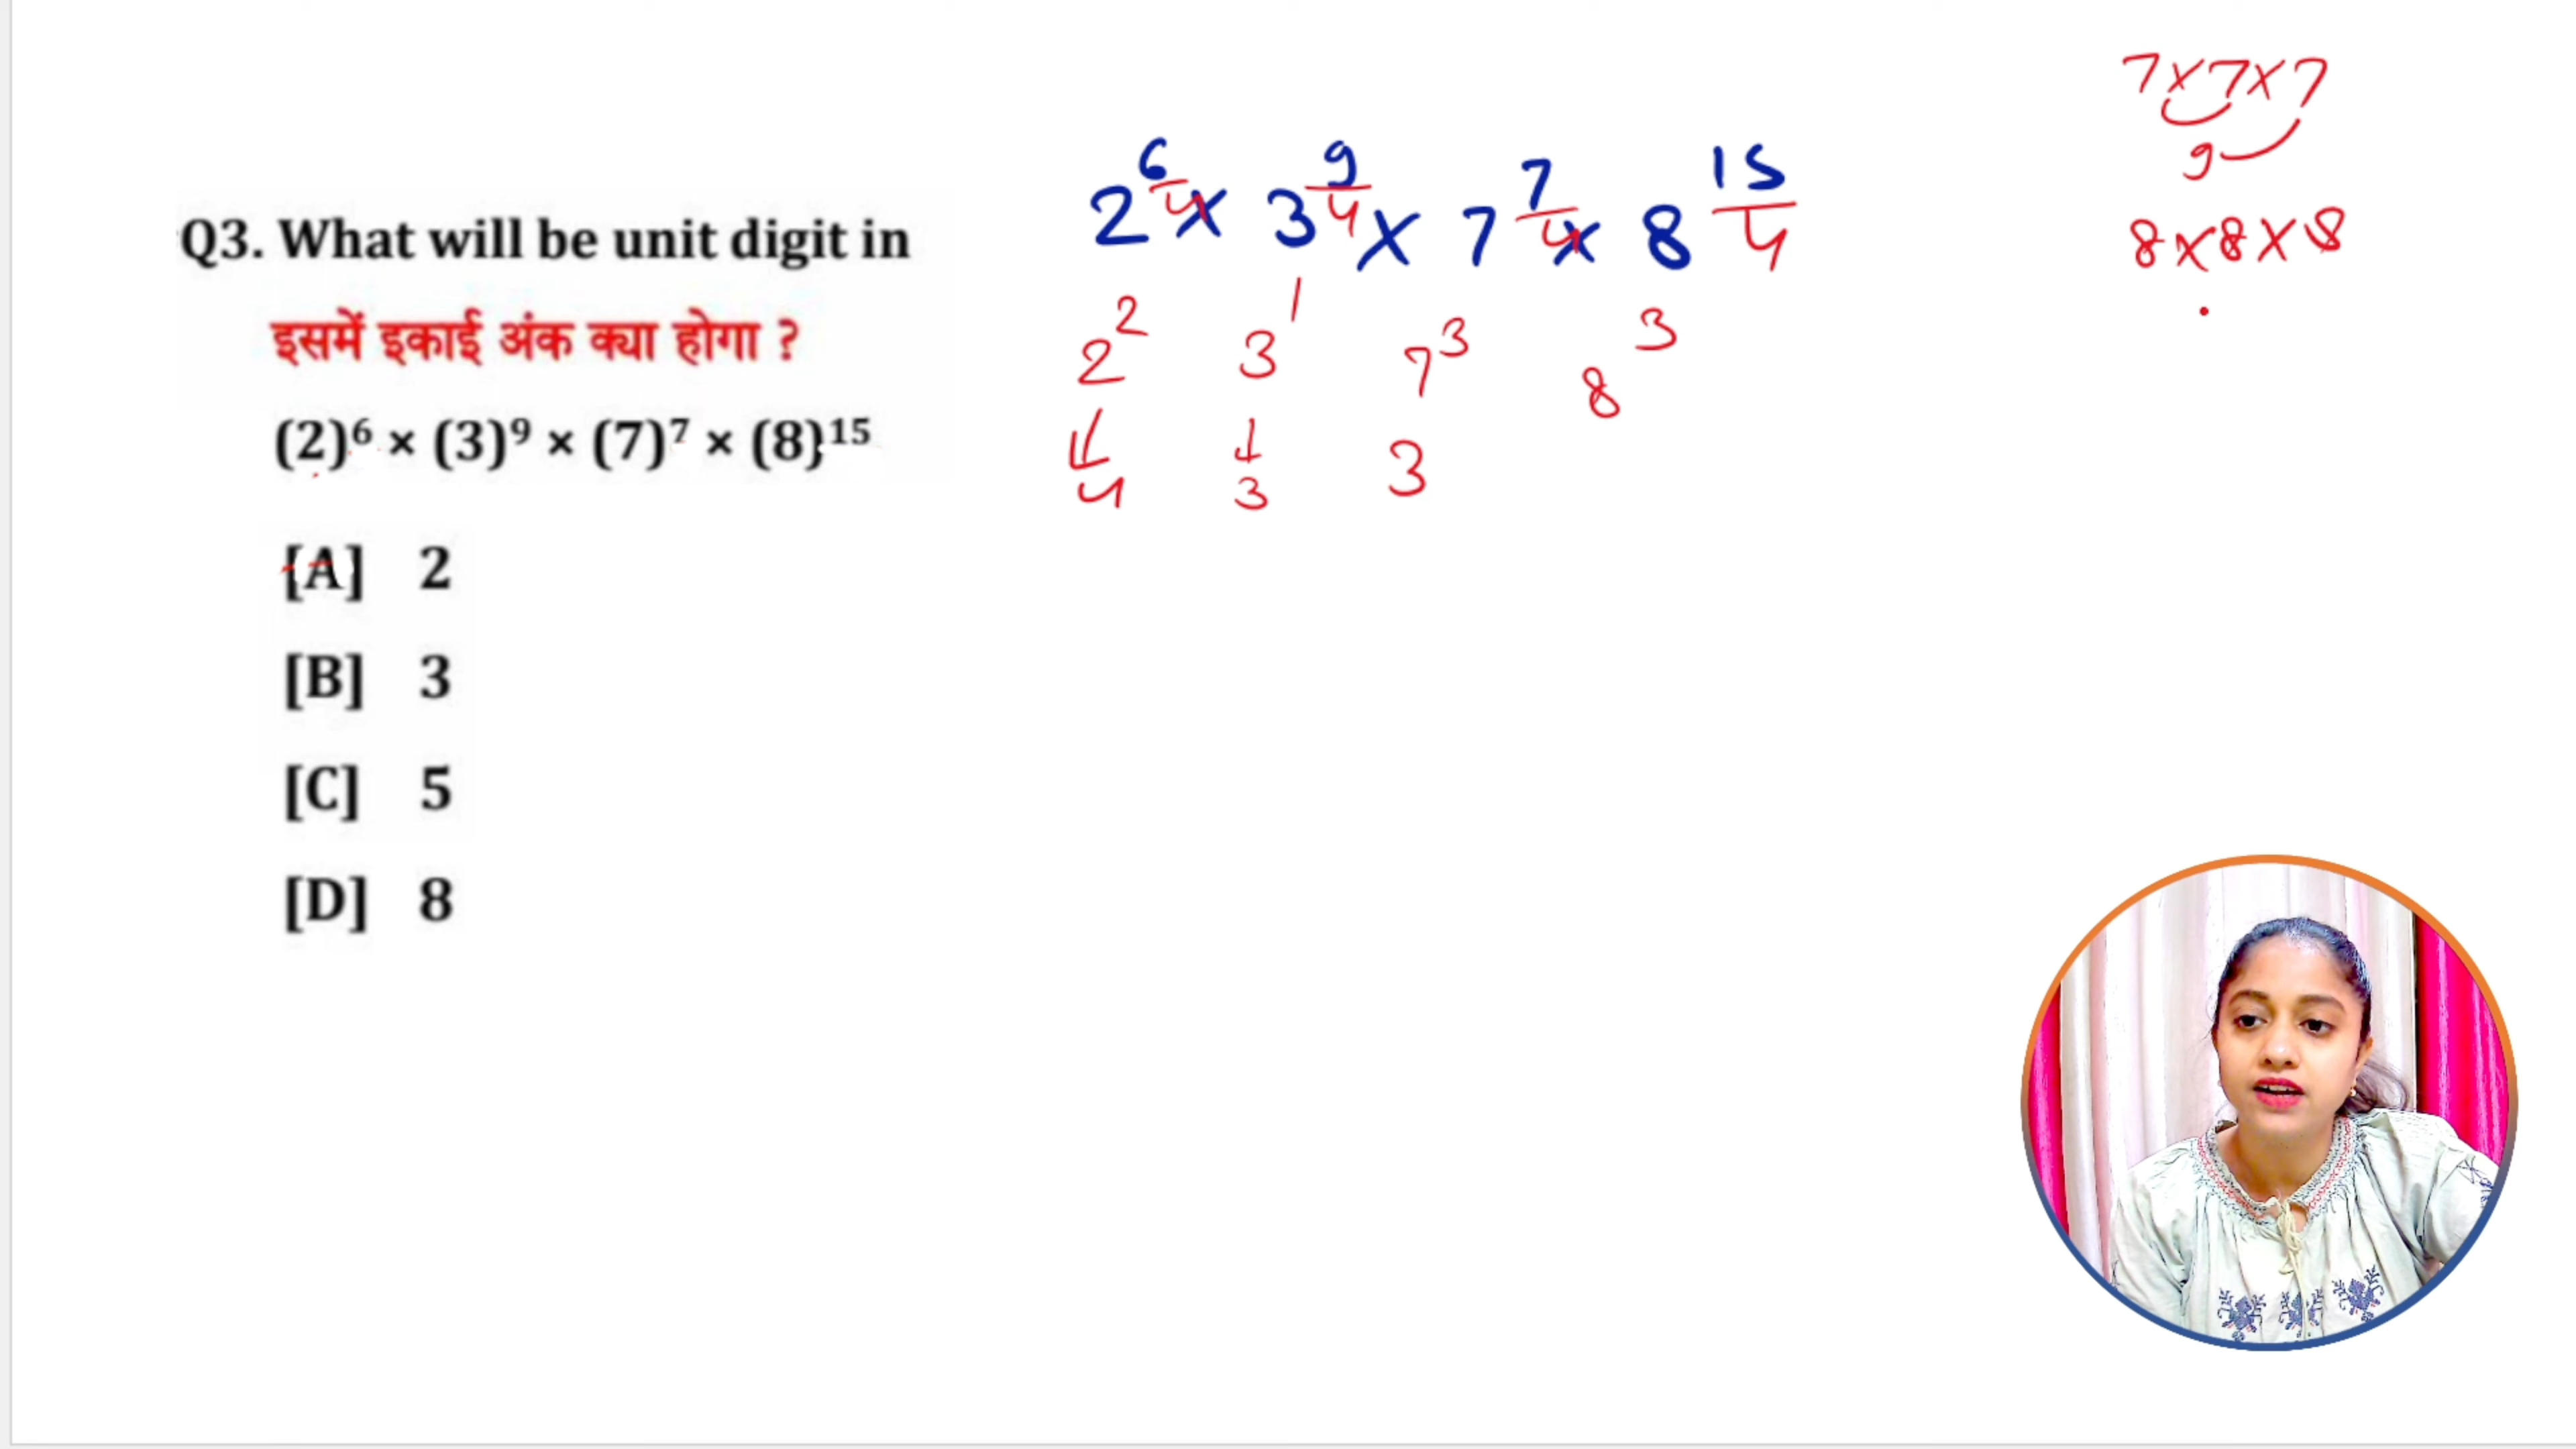 Q3. What will be unit digit in
इसमें इकाई अंक क्या होगा ?
(2)⁶ × (3)⁹ × (7)⁷ × (8)¹⁵
[A] 2
[B] 3
[C] 5
[D] 8
2^(6/4) × 3^(9/4) × 7^(7/4) × 8^(15/4)
2² 3¹ 7³ 8³
4 3 3
7×7×7
9
8×8×8